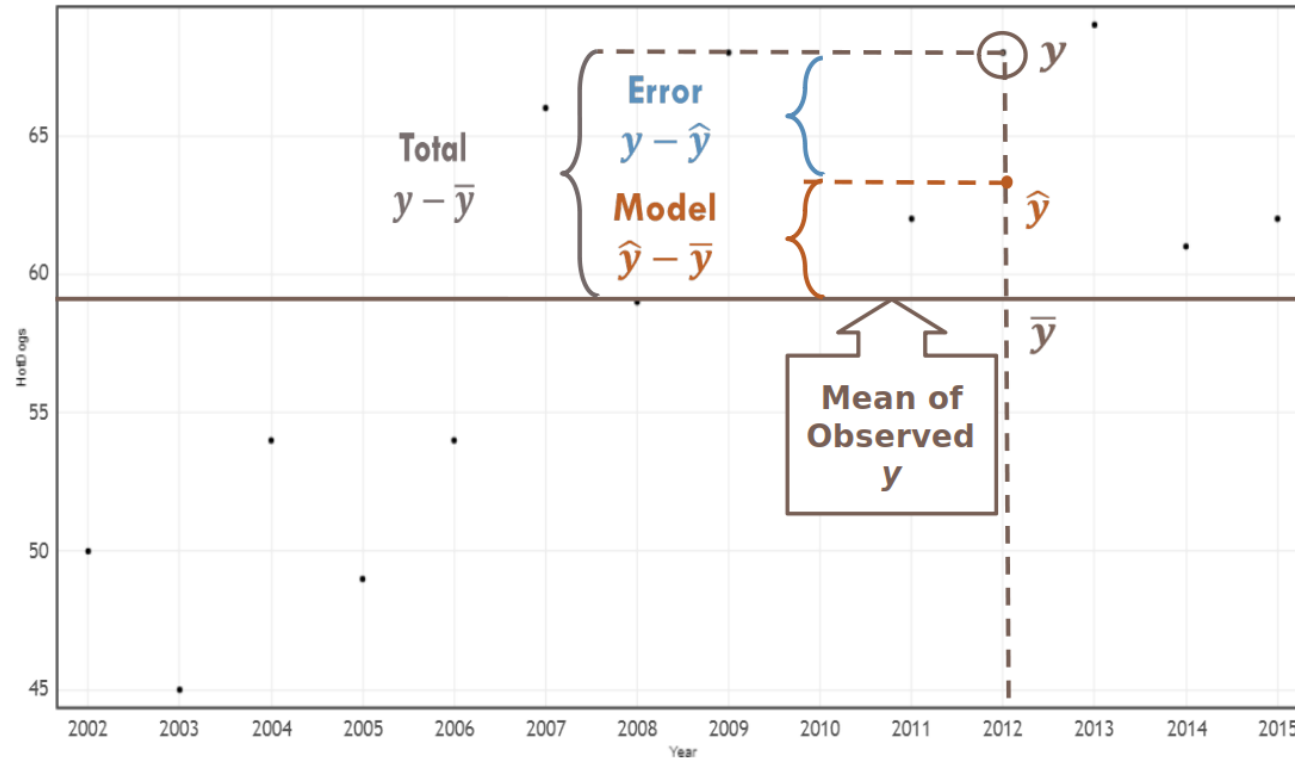 y
Error
y − ŷ
Total
y − ȳ
Model
ŷ − ȳ
ŷ
ȳ
Mean of
Observed
y
HotDogs
65
60
55
50
45
2002 2003 2004 2005 2006 2007 2008 2009 2010 2011 2012 2013 2014 2015
Year